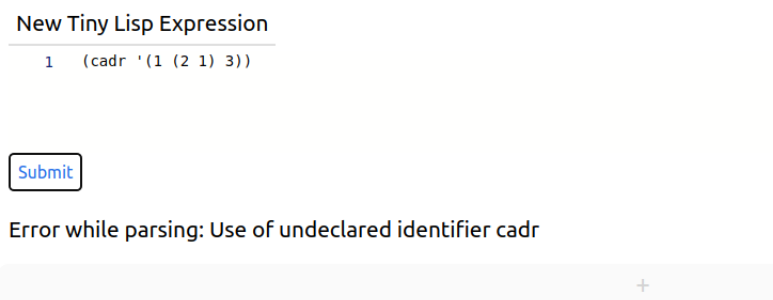 New Tiny Lisp Expression
1 (cadr '(1 (2 1) 3))
Submit
Error while parsing: Use of undeclared identifier cadr
+